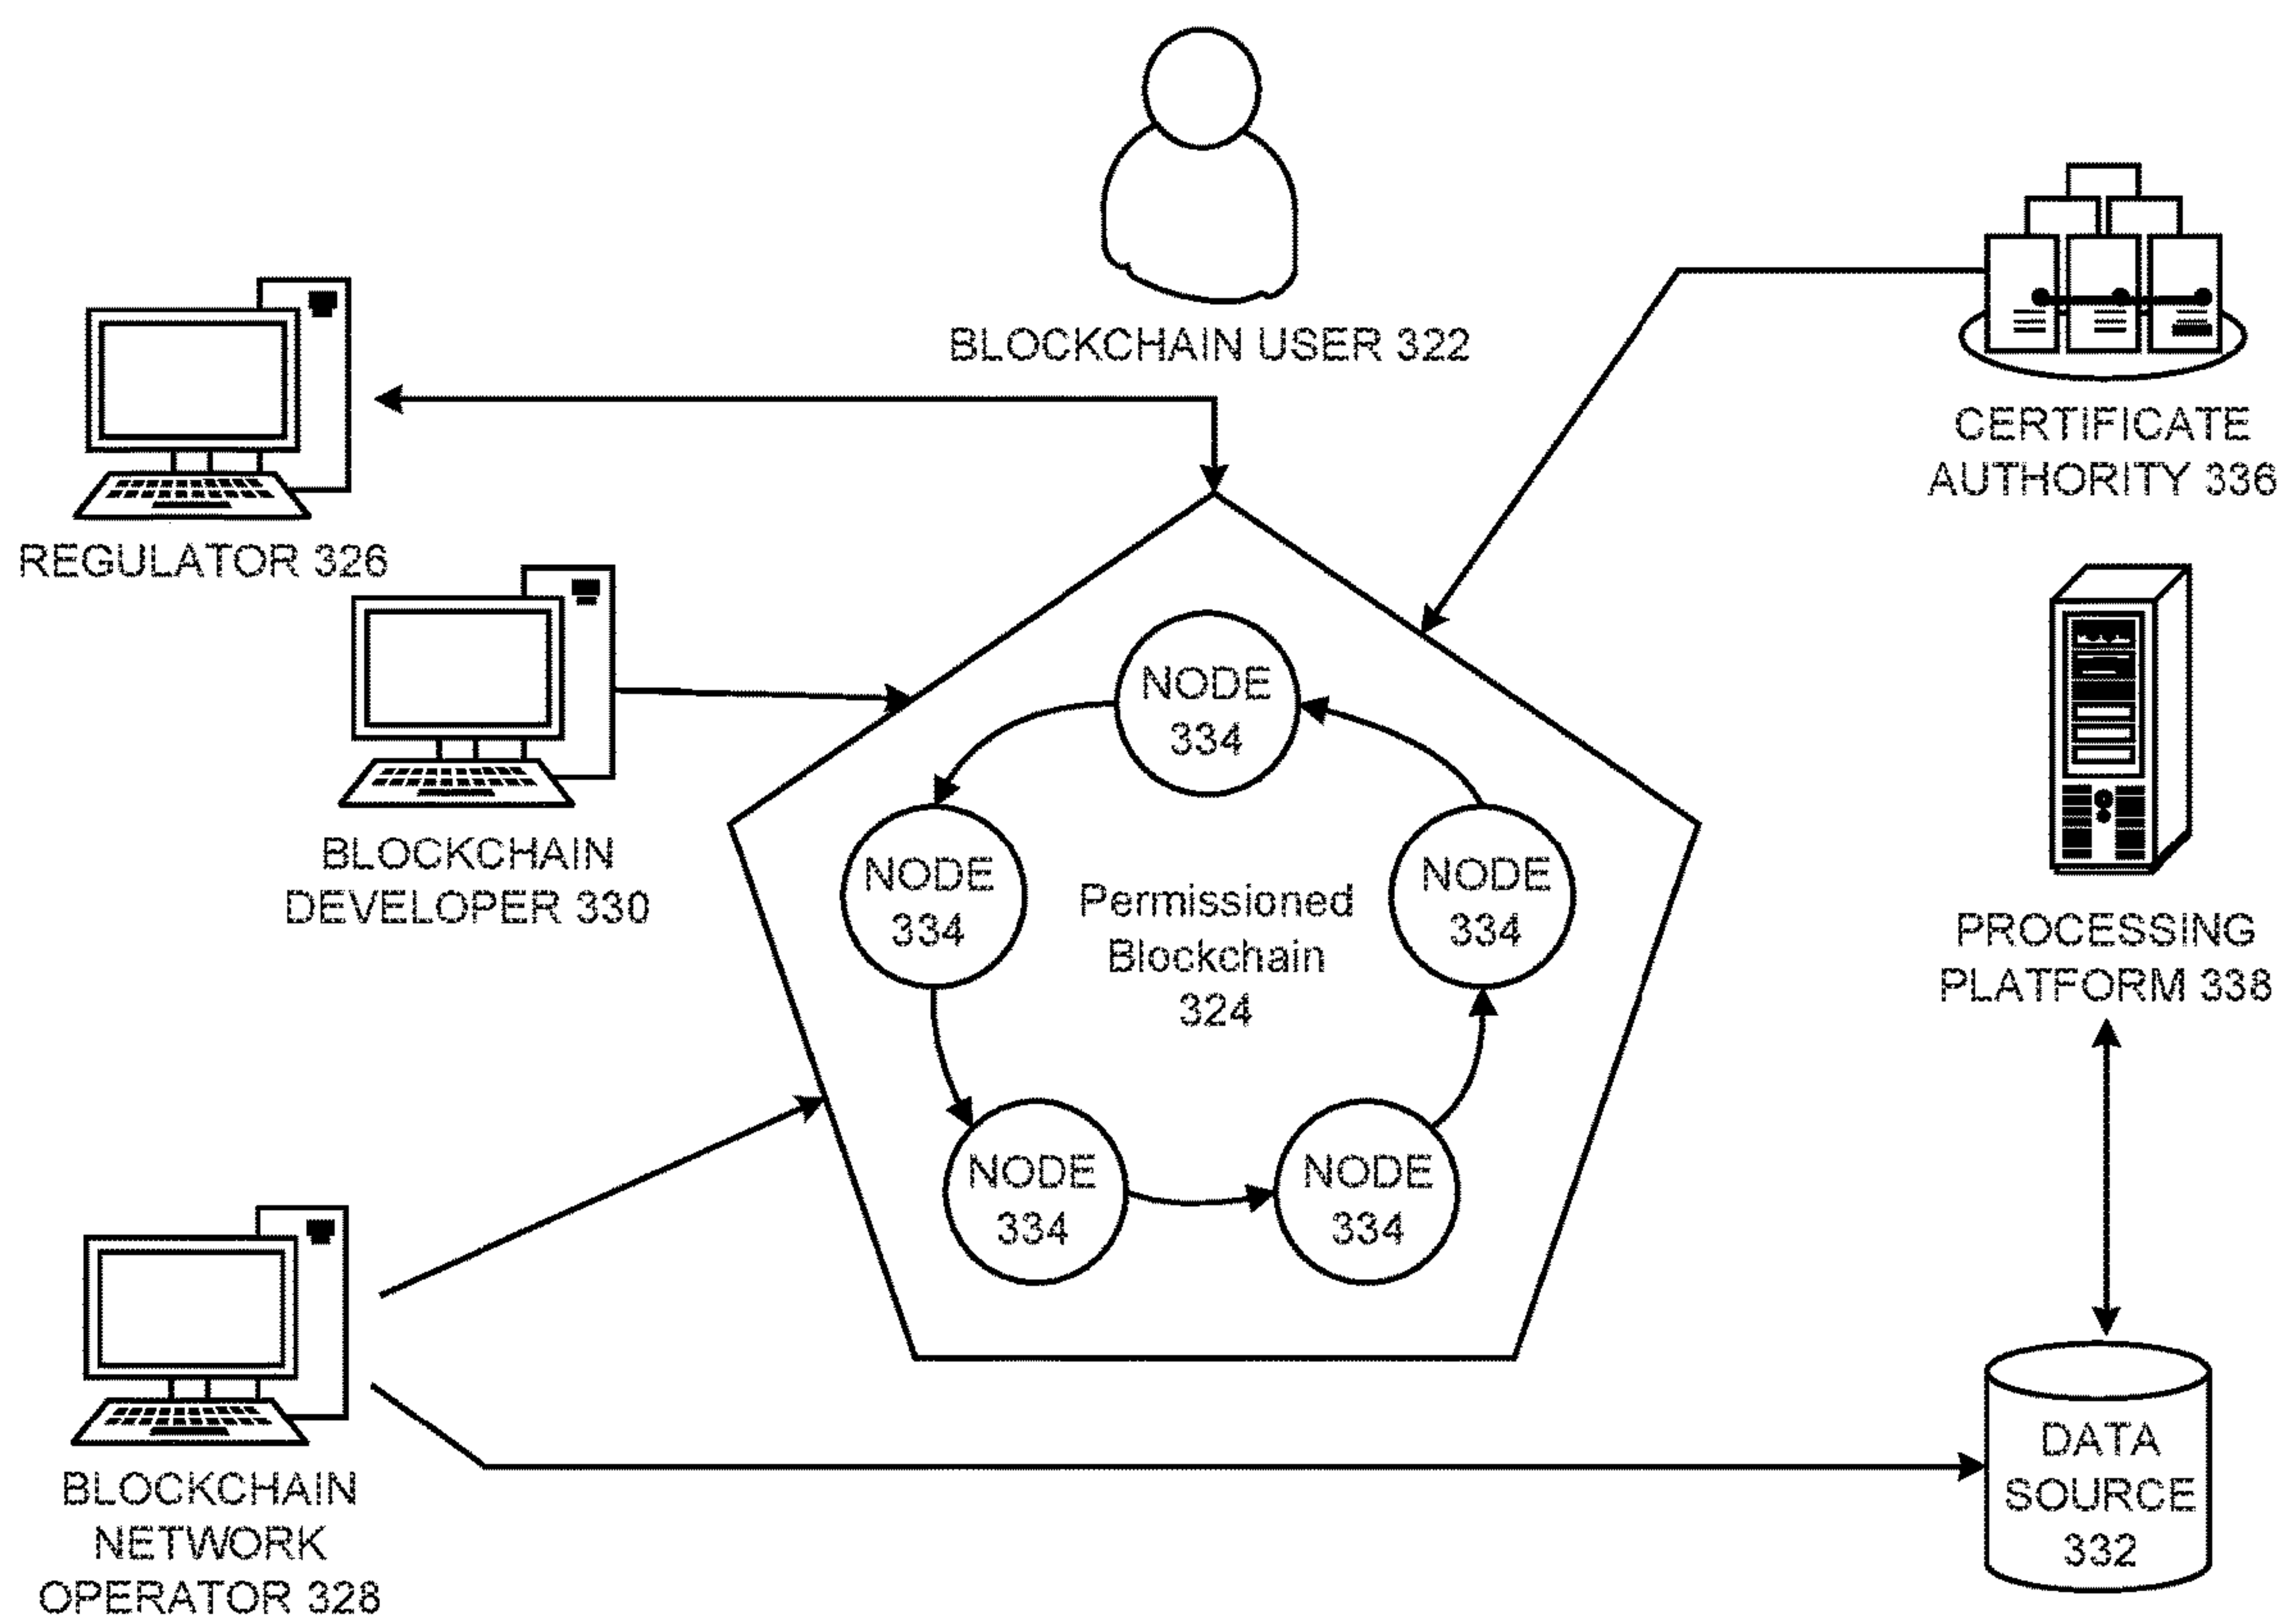 BLOCKCHAIN USER 322
CERTIFICATE
AUTHORITY 336
REGULATOR 326
BLOCKCHAIN
DEVELOPER 330
NODE
334
NODE
334
Permissioned
Blockchain
324
NODE
334
PROCESSING
PLATFORM 338
NODE
334
NODE
334
BLOCKCHAIN
NETWORK
OPERATOR 328
DATA
SOURCE
332